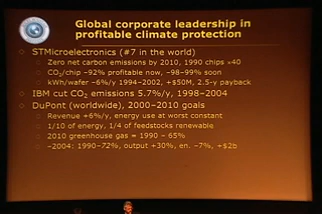 Global corporate leadership in
profitable climate protection
STMicroelectronics (#7 in the world)
Zero net carbon emissions by 2010, 1990 chips ×40
CO2/chip –92% profitable now, –98–99% soon
kWh/wafer –6%/y 1994–2002, +$50M, 2.5-y payback
IBM cut CO2 emissions 5.7%/y, 1998–2004
DuPont (worldwide), 2000–2010 goals
Revenue +6%/y, energy use at worst constant
1/10 of energy, 1/4 of feedstocks renewable
2010 greenhouse gas = 1990 – 65%
–2004: 1990–72%, output +30%, en. –7%, +$2b